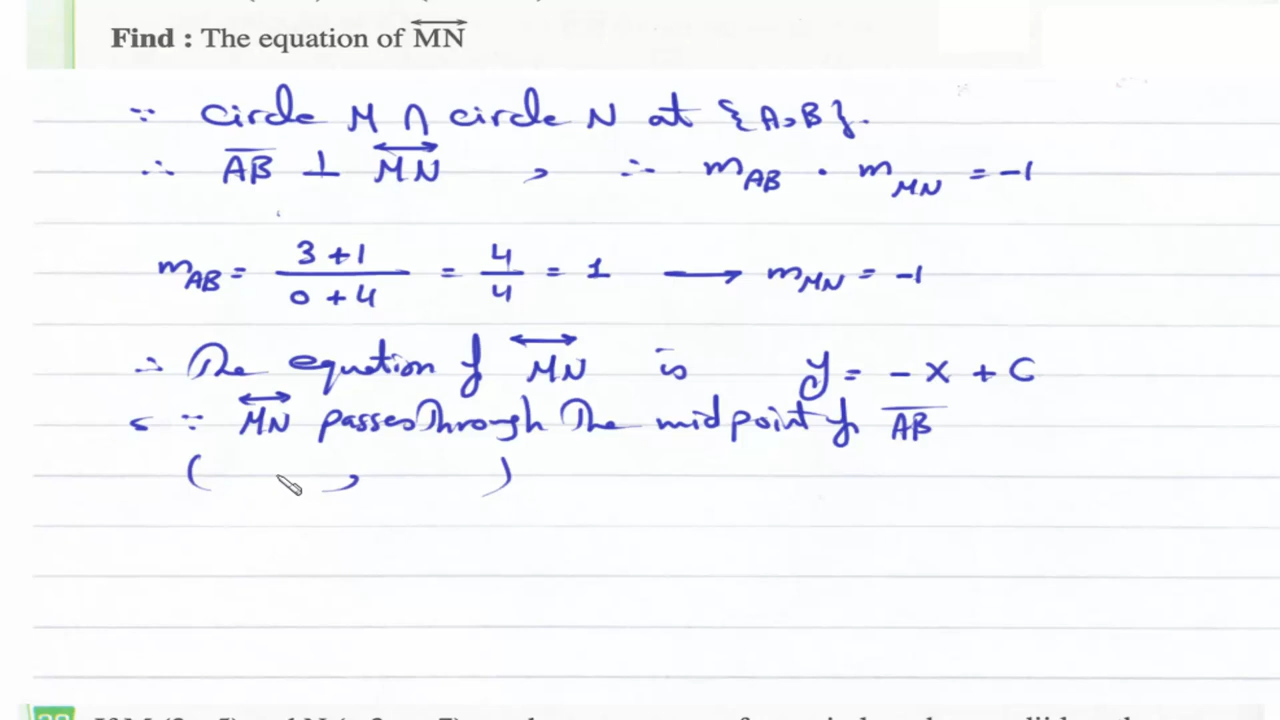 Find : The equation of MN
∵ circle M ∩ circle N at {A,B}.
∴ AB ⊥ MN , ∴ m_AB · m_MN = -1
m_AB = (3 + 1)/(0 + 4) = 4/4 = 1 → m_MN = -1
∴ The equation of MN is y = - x + C
, ∵ MN passes Through The midpoint of AB
( , )